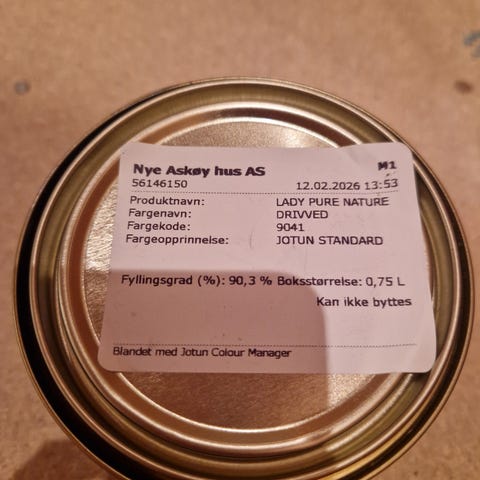 Nye Askøy hus AS M1
56146150 12.02.2026 13:53
Produktnavn: LADY PURE NATURE
Fargenavn: DRIVVED
Fargekode: 9041
Fargeopprinnelse: JOTUN STANDARD
Fyllingsgrad (%): 90,3 % Boksstørrelse: 0,75 L
Kan ikke byttes
Blandet med Jotun Colour Manager